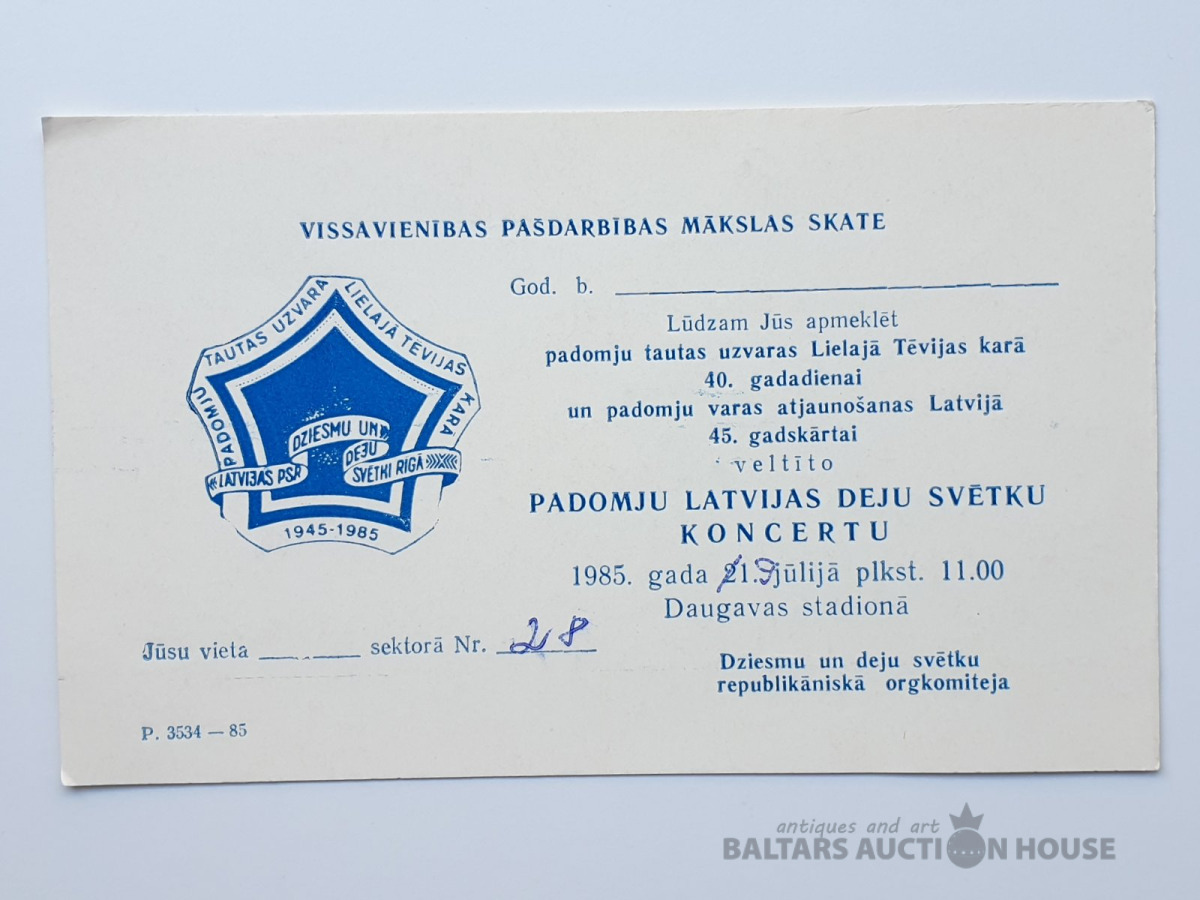 VISSAVIENĪBAS PAŠDARBĪBAS MĀKSLAS SKATE
PADOMJU TAUTAS UZVARA LIELAJĀ TĒVIJAS KARĀ
DZIESMU UN
DEJU
LATVIJAS PSR
SVĒTKI RĪGĀ
1945-1985
God. b.
Lūdzam Jūs apmeklēt
padomju tautas uzvaras Lielajā Tēvijas karā
40. gadadienai
un padomju varas atjaunošanas Latvijā
45. gadskārtai
veltīto
PADOMJU LATVIJAS DEJU SVĒTKU
KONCERTU
1985. gada 21. jūlijā plkst. 11.00
Daugavas stadionā
Jūsu vieta sektorā Nr. 28
Dziesmu un deju svētku
republikāniskā orgkomiteja
P. 3534 — 85
antiques and art
BALTARS AUCTION HOUSE